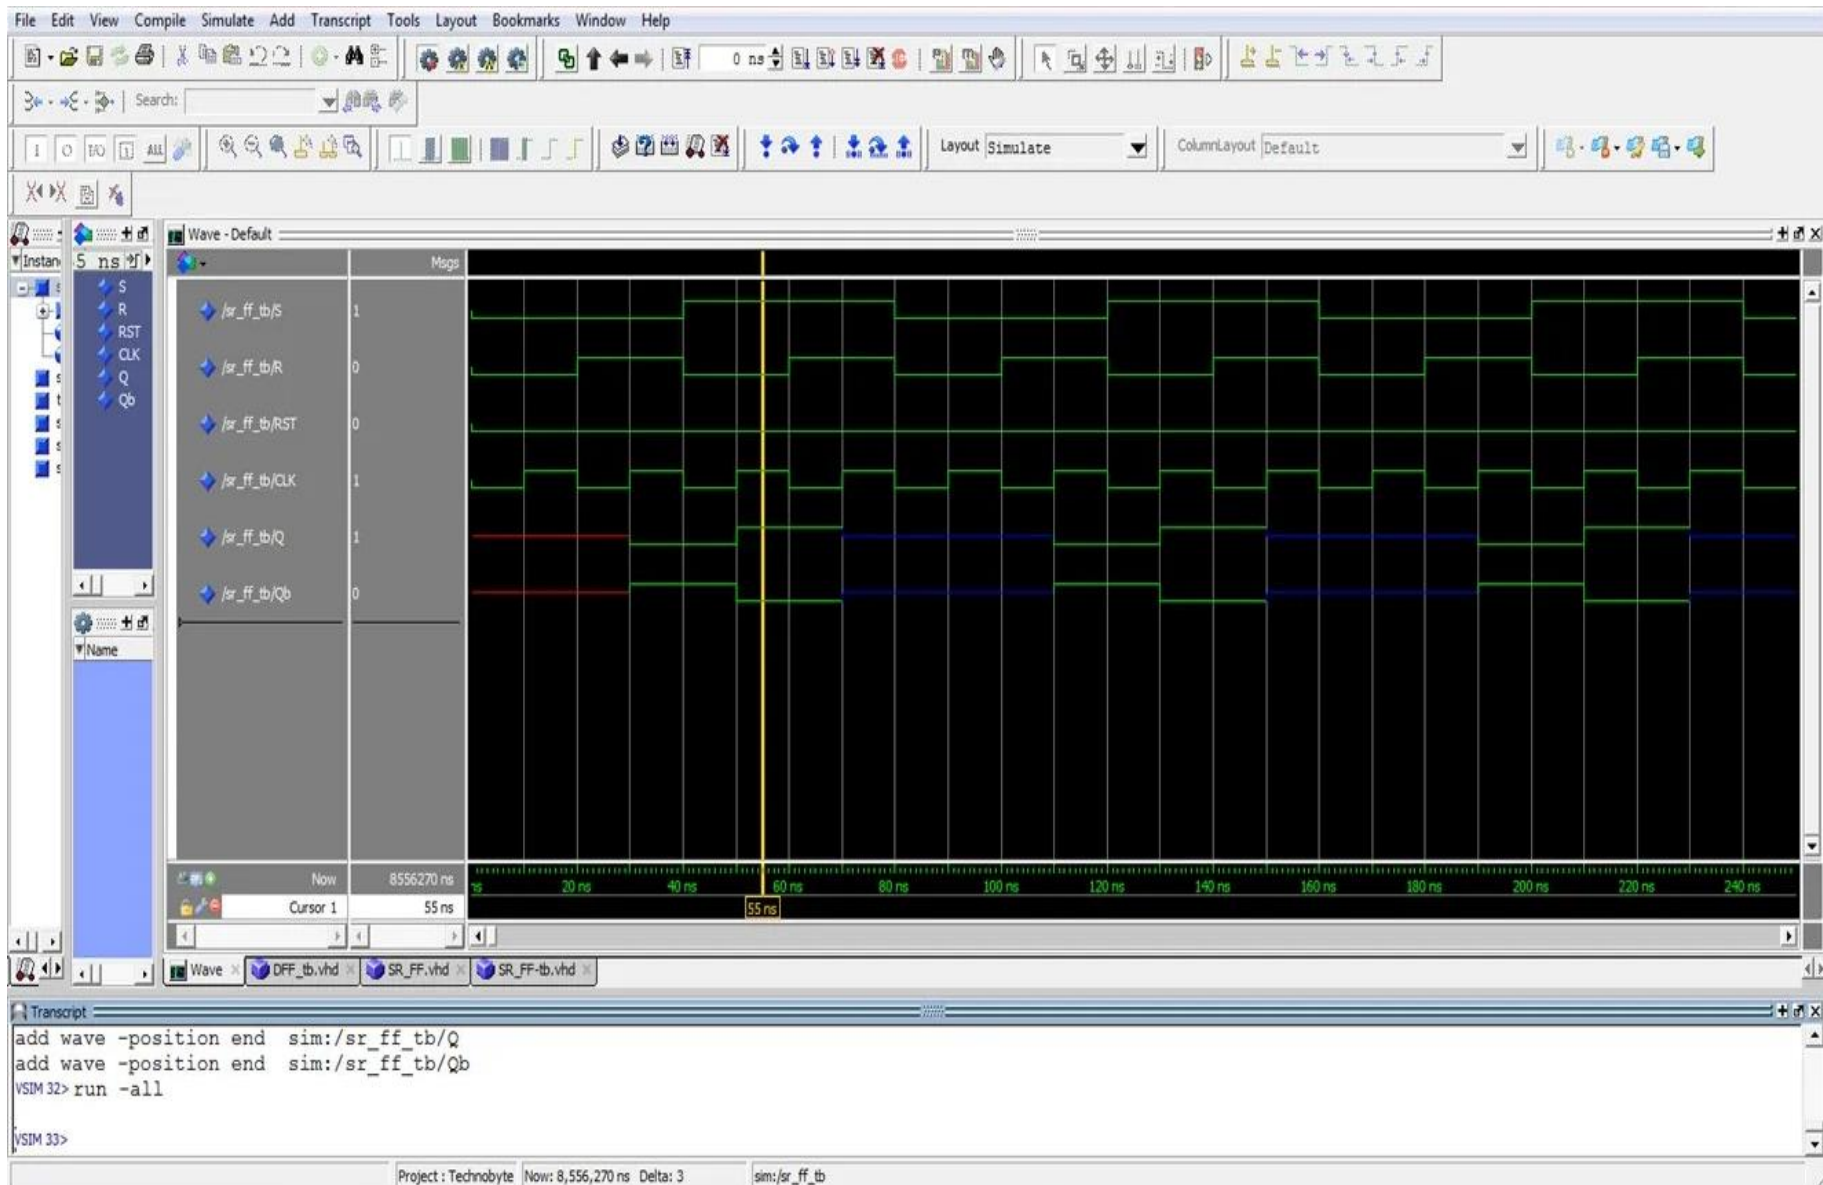 File Edit View Compile Simulate Add Transcript Tools Layout Bookmarks Window Help
0 ns
Search:
I O I/O ALL
Layout Simulate
ColumnLayout Default
Instan
5 ns
Wave - Default
Msgs
S
R
RST
CLK
Q
Qb
/sr_ff_tb/S 1
/sr_ff_tb/R 0
/sr_ff_tb/RST 0
/sr_ff_tb/CLK 1
/sr_ff_tb/Q 1
/sr_ff_tb/Qb 0
Name
Now 8556270 ns
ns 20 ns 40 ns 60 ns 80 ns 100 ns 120 ns 140 ns 160 ns 180 ns 200 ns 220 ns 240 ns
Cursor 1 55 ns
55 ns
Wave DFF_tb.vhd SR_FF.vhd SR_FF-tb.vhd
Transcript
add wave -position end sim:/sr_ff_tb/Q
add wave -position end sim:/sr_ff_tb/Qb
VSIM 32> run -all
VSIM 33>
Project : Technobyte Now: 8,556,270 ns Delta: 3 sim:/sr_ff_tb